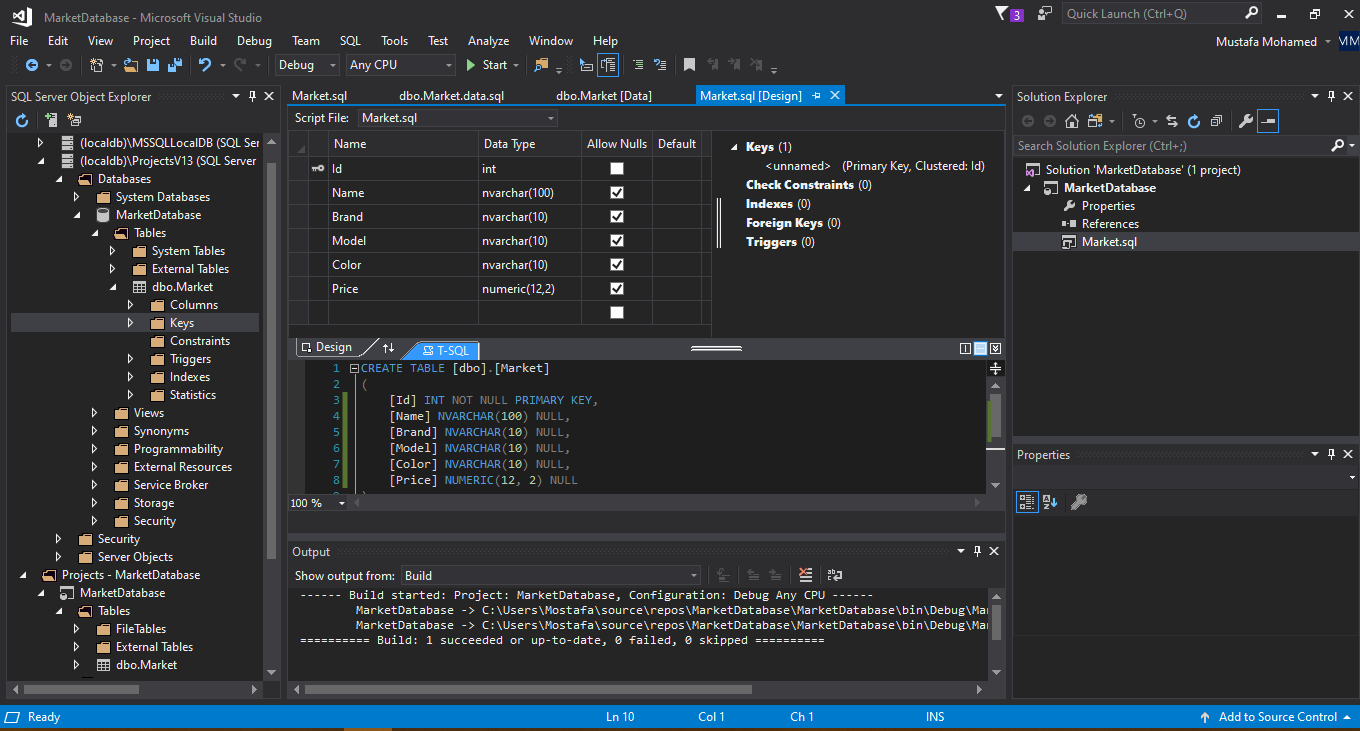 MarketDatabase - Microsoft Visual Studio
3
Quick Launch (Ctrl+Q)
File Edit View Project Build Debug Team SQL Tools Test Analyze Window Help
Mustafa Mohamed
MM
Debug Any CPU Start
SQL Server Object Explorer
(localdb)\MSSQLLocalDB (SQL Ser
(localdb)\ProjectsV13 (SQL Server
Databases
System Databases
MarketDatabase
Tables
System Tables
External Tables
dbo.Market
Columns
Keys
Constraints
Triggers
Indexes
Statistics
Views
Synonyms
Programmability
External Resources
Service Broker
Storage
Security
Security
Server Objects
Projects - MarketDatabase
MarketDatabase
Tables
FileTables
External Tables
dbo.Market
Market.sql dbo.Market.data.sql dbo.Market [Data] Market.sql [Design]
Script File: Market.sql
Name Data Type Allow Nulls Default
Id int
Name nvarchar(100)
Brand nvarchar(10)
Model nvarchar(10)
Color nvarchar(10)
Price numeric(12,2)
Keys (1)
<unnamed> (Primary Key, Clustered: Id)
Check Constraints (0)
Indexes (0)
Foreign Keys (0)
Triggers (0)
Design T-SQL
1 CREATE TABLE [dbo].[Market]
2 (
3 [Id] INT NOT NULL PRIMARY KEY,
4 [Name] NVARCHAR(100) NULL,
5 [Brand] NVARCHAR(10) NULL,
6 [Model] NVARCHAR(10) NULL,
7 [Color] NVARCHAR(10) NULL,
8 [Price] NUMERIC(12, 2) NULL
100 %
Output
Show output from: Build
------ Build started: Project: MarketDatabase, Configuration: Debug Any CPU ------
MarketDatabase -> C:\Users\Mostafa\source\repos\MarketDatabase\MarketDatabase\bin\Debug\Mar
MarketDatabase -> C:\Users\Mostafa\source\repos\MarketDatabase\MarketDatabase\bin\Debug\Mar
========== Build: 1 succeeded or up-to-date, 0 failed, 0 skipped ==========
Solution Explorer
Search Solution Explorer (Ctrl+;)
Solution 'MarketDatabase' (1 project)
MarketDatabase
Properties
References
Market.sql
Properties
Ready Ln 10 Col 1 Ch 1 INS Add to Source Control